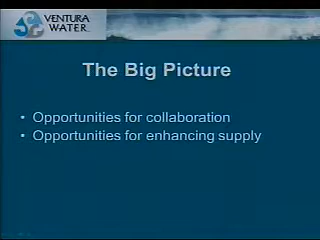 VENTURA
WATER
The Big Picture
• Opportunities for collaboration
• Opportunities for enhancing supply